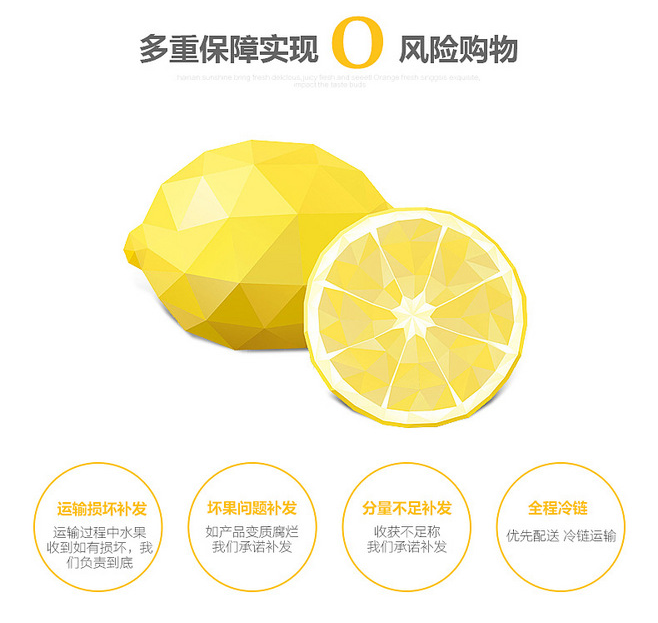 多重保障实现 0 风险购物
运输损坏补发
运输过程中水果
收到如有损坏，我
们负责到底
坏果问题补发
如产品变质腐烂
我们承诺补发
分量不足补发
收获不足称
我们承诺补发
全程冷链
优先配送 冷链运输